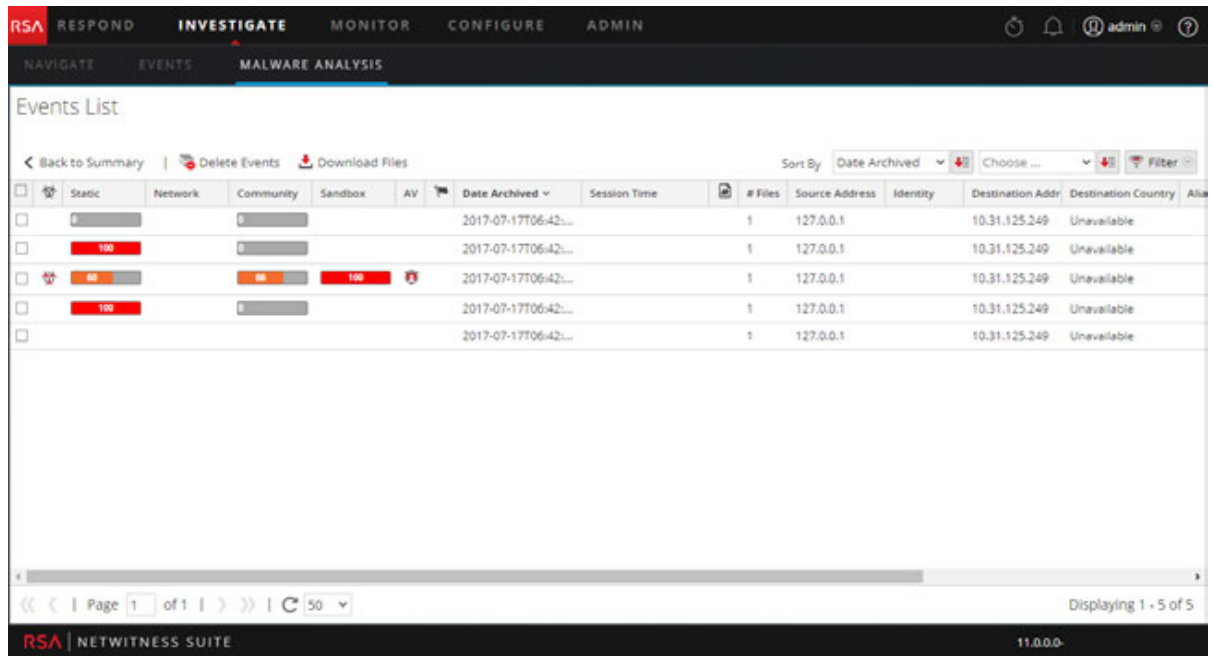 RSA RESPOND INVESTIGATE MONITOR CONFIGURE ADMIN admin
NAVIGATE EVENTS MALWARE ANALYSIS
Events List
Back to Summary | Delete Events Download Files Sort By Date Archived Choose ... Filter
Static Network Community Sandbox AV Date Archived Session Time # Files Source Address Identity Destination Addr Destination Country Alia
0 0 2017-07-17T06:42:... 1 127.0.0.1 10.31.125.249 Unavailable
100 0 2017-07-17T06:42:... 1 127.0.0.1 10.31.125.249 Unavailable
100 2017-07-17T06:42:... 1 127.0.0.1 10.31.125.249 Unavailable
100 0 2017-07-17T06:42:... 1 127.0.0.1 10.31.125.249 Unavailable
2017-07-17T06:42:... 1 127.0.0.1 10.31.125.249 Unavailable
| Page 1 of 1 | | 50 Displaying 1 - 5 of 5
RSA | NETWITNESS SUITE 11.0.0.0-